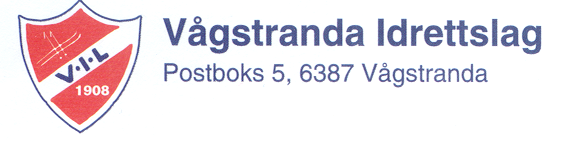 Vågstranda Idrettslag
Postboks 5, 6387 Vågstranda
V·I·L
1908